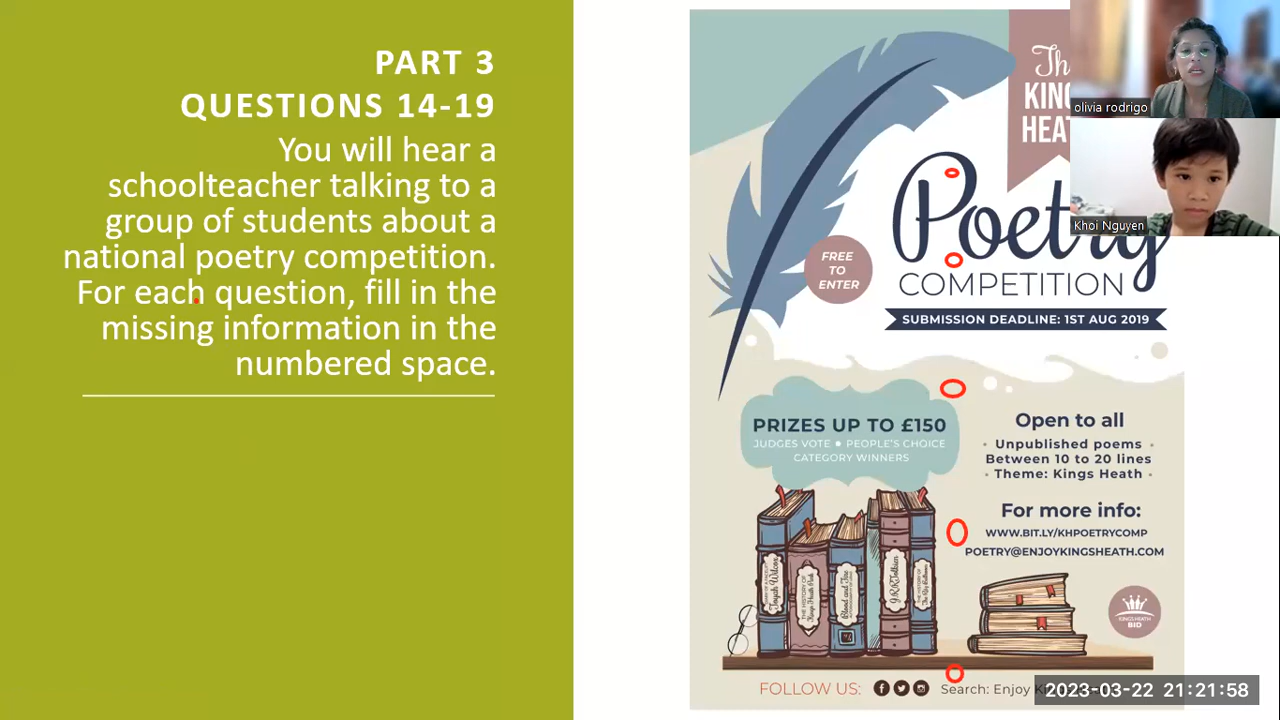 PART 3
QUESTIONS 14-19
You will hear a
schoolteacher talking to a
group of students about a
national poetry competition.
For each question, fill in the
missing information in the
numbered space.
The
KING
HEAT
Poetry
COMPETITION
FREE
TO
ENTER
SUBMISSION DEADLINE: 1ST AUG 2019
PRIZES UP TO £150
JUDGES VOTE • PEOPLE'S CHOICE
CATEGORY WINNERS
Open to all
Unpublished poems
Between 10 to 20 lines
Theme: Kings Heath
For more info:
WWW.BIT.LY/KHPOETRYCOMP
POETRY@ENJOYKINGSHEATH.COM
J.R.R Tolkien
KINGS HEATH
BID
FOLLOW US:
Search: Enjoy
olivia rodrigo
Khoi Nguyen
2023-03-22 21:21:58